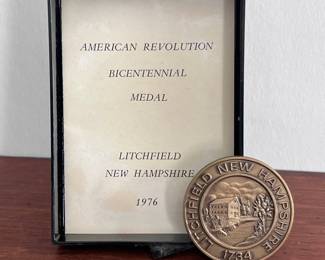 AMERICAN REVOLUTION
BICENTENNIAL
MEDAL
LITCHFIELD
NEW HAMPSHIRE
1976
LITCHFIELD NEW HAMPSHIRE
1734